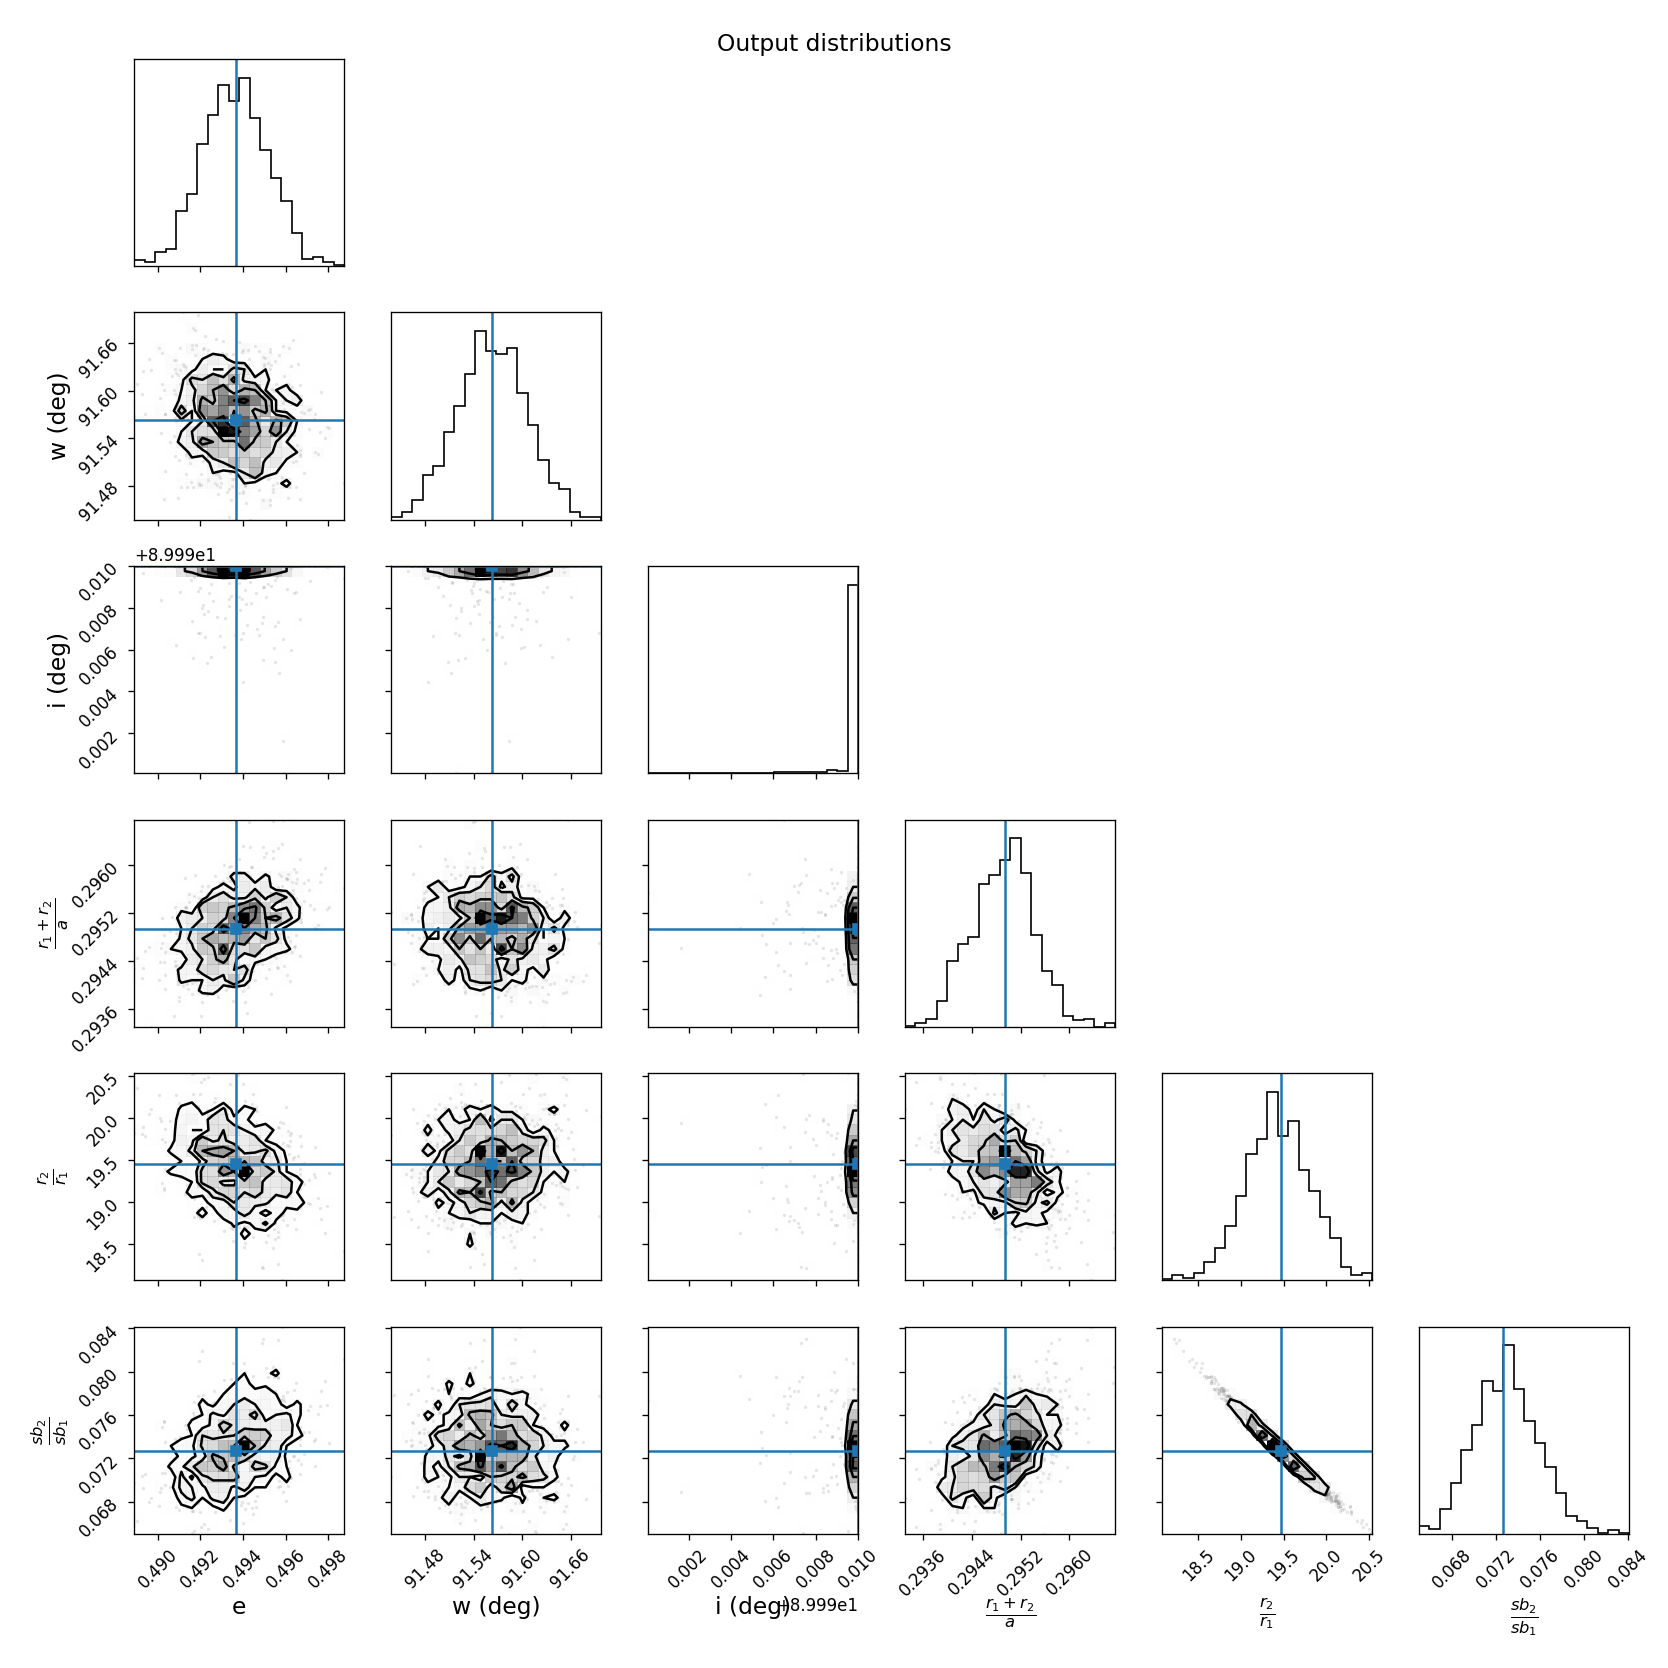 Output distributions
w (deg)
91.66
91.60
91.54
91.48
+8.999e1
i (deg)
0.010
0.008
0.006
0.004
0.002
r₁ + r₂
a
0.2960
0.2952
0.2944
0.2936
r₂
r₁
20.5
20.0
19.5
19.0
18.5
sb₂
sb₁
0.084
0.080
0.076
0.072
0.068
0.490 0.492 0.494 0.496 0.498 91.48 91.54 91.60 91.66 0.002 0.004 0.006 0.008 0.010 0.2936 0.2944 0.2952 0.2960 18.5 19.0 19.5 20.0 20.5 0.068 0.072 0.076 0.080 0.084
e w (deg) i (deg) +8.999e1 r₁ + r₂ r₂ sb₂
a r₁ sb₁